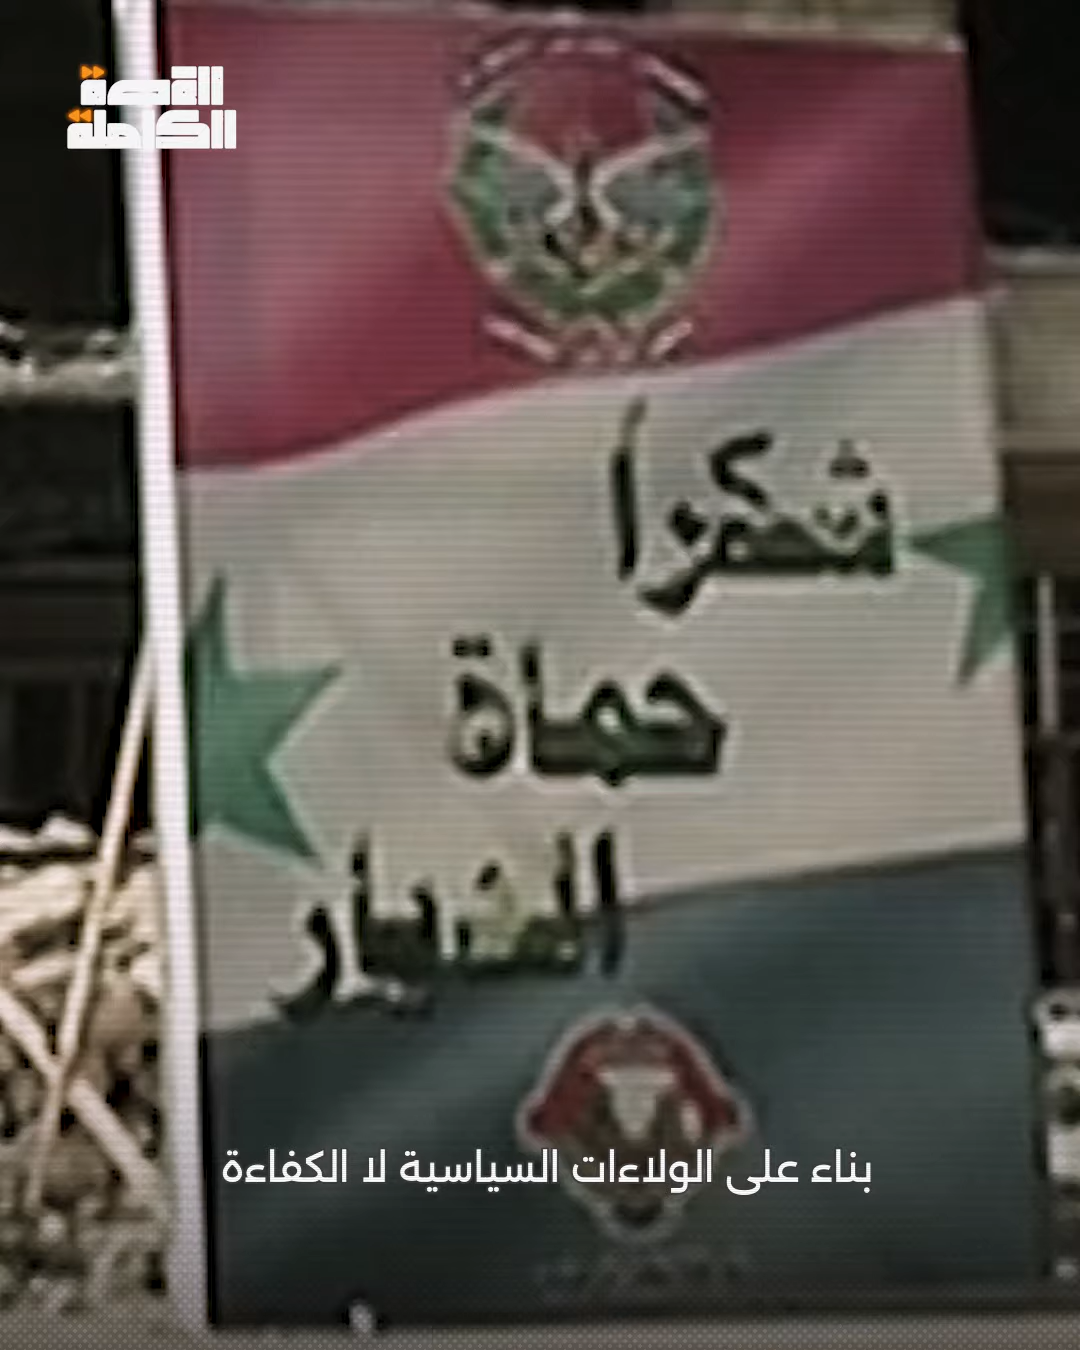 القصة
الكاملة
شكراً
حماة
الديار
بناء على الولاءات السياسية لا الكفاءة